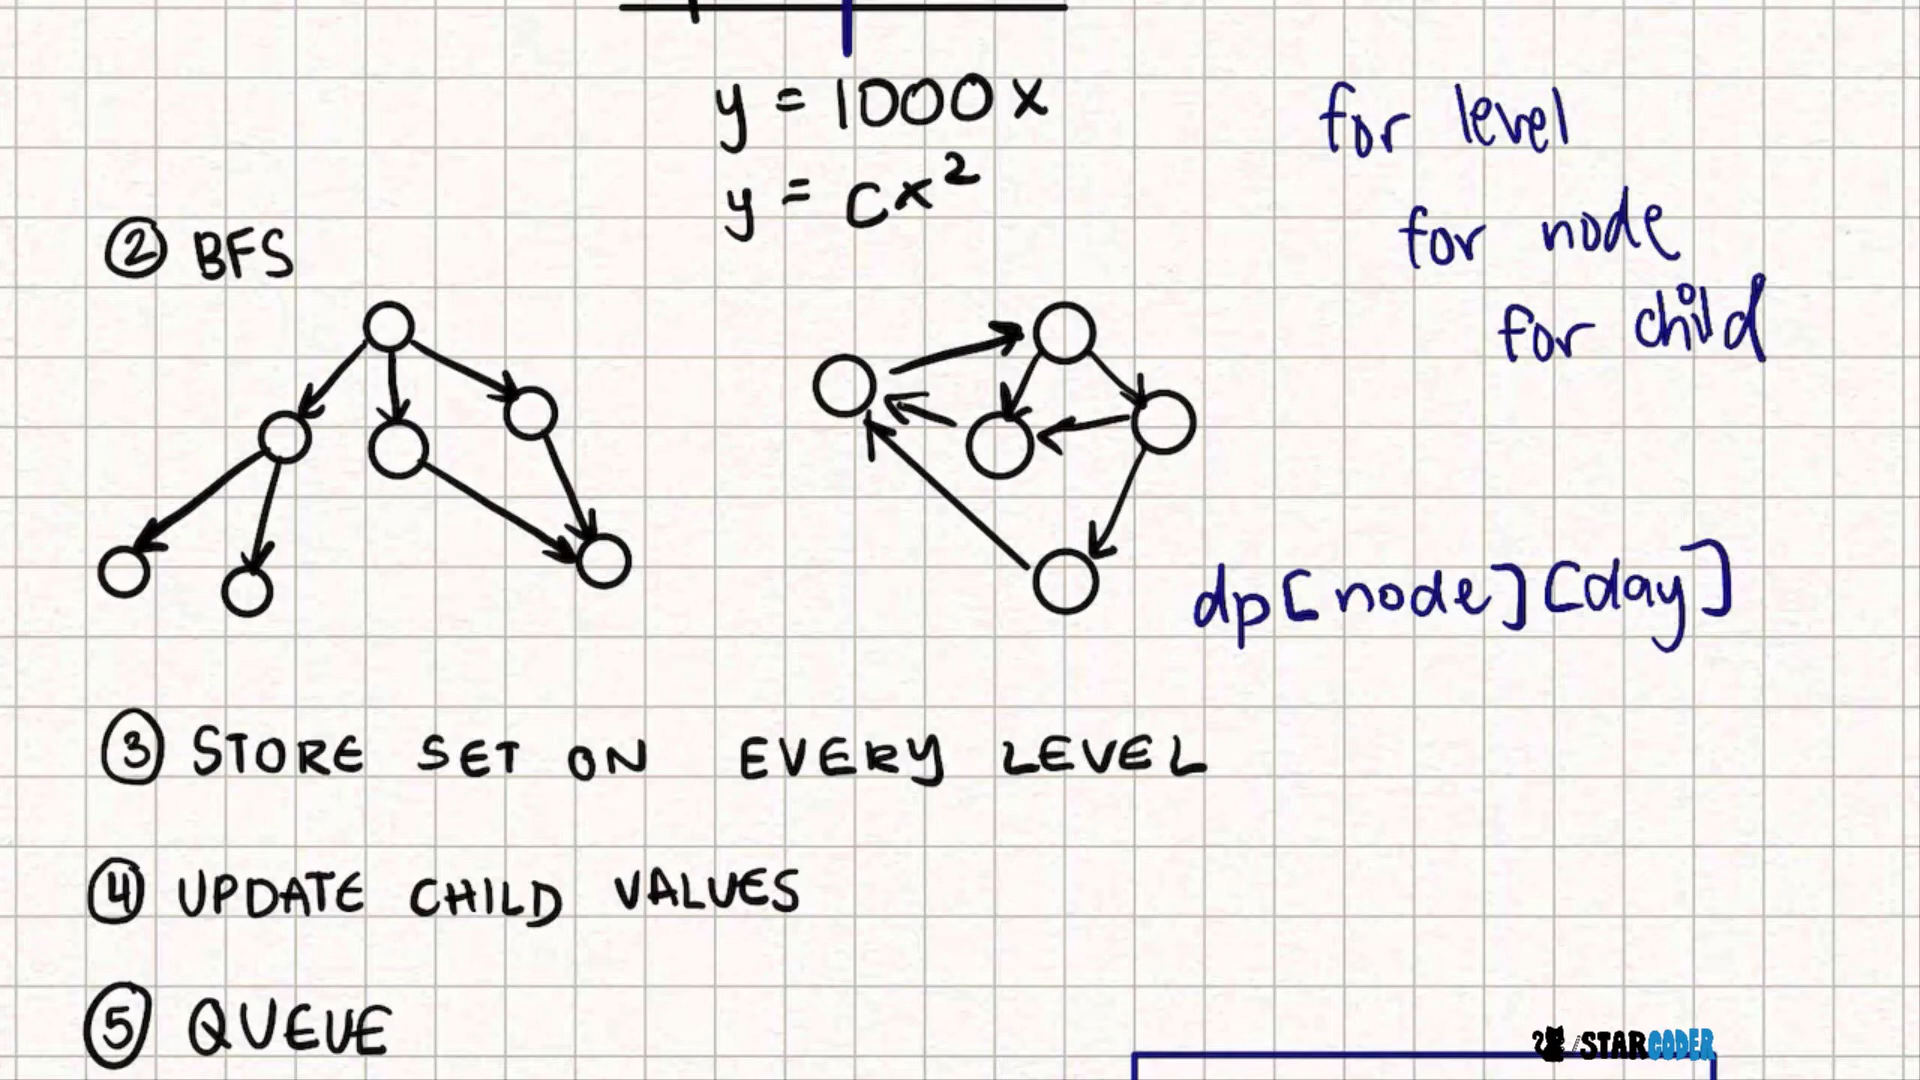 y = 1000x
y = cx²
for level
for node
for child
② BFS
dp[node][day]
③ STORE SET ON EVERY LEVEL
④ UPDATE CHILD VALUES
⑤ QUEUE
/STARCODER